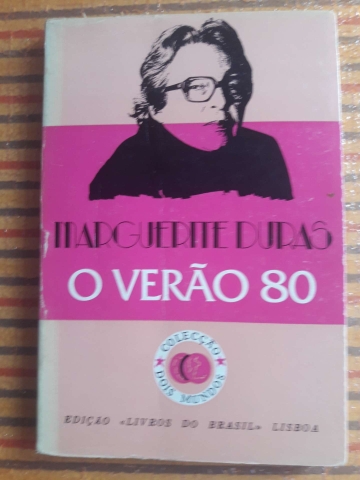 MARGUERITE DURAS
O VERÃO 80
COLECÇÃO
DOIS MUNDOS
EDIÇÃO «LIVROS DO BRASIL» LISBOA